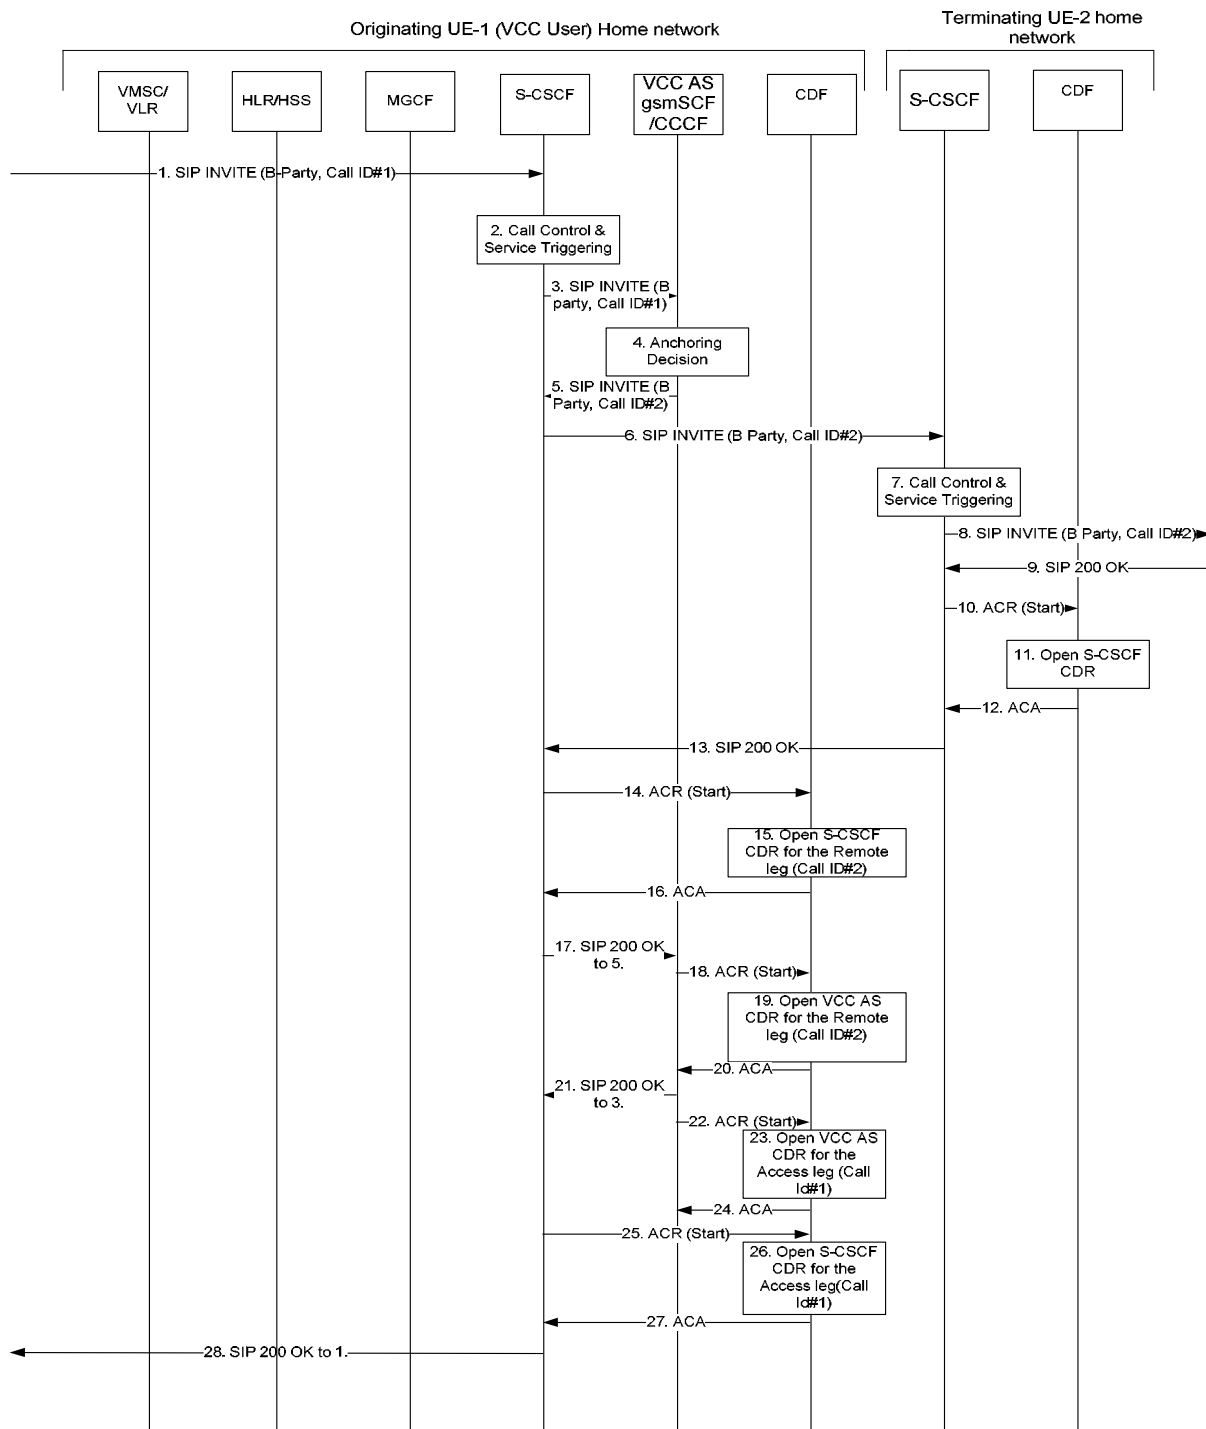 Originating UE-1 (VCC User) Home network
Terminating UE-2 home
network
VMSC/
VLR
HLR/HSS
MGCF
S-CSCF
VCC AS
gsmSCF
/CCCF
CDF
S-CSCF
CDF
1. SIP INVITE (B-Party, Call ID#1)
2. Call Control &
Service Triggering
3. SIP INVITE (B
party, Call ID#1)
4. Anchoring
Decision
5. SIP INVITE (B
Party, Call ID#2)
6. SIP INVITE (B Party, Call ID#2)
7. Call Control &
Service Triggering
8. SIP INVITE (B Party, Call ID#2)
9. SIP 200 OK
10. ACR (Start)
11. Open S-CSCF
CDR
12. ACA
13. SIP 200 OK
14. ACR (Start)
15. Open S-CSCF
CDR for the Remote
leg (Call ID#2)
16. ACA
17. SIP 200 OK
to 5.
18. ACR (Start)
19. Open VCC AS
CDR for the Remote
leg (Call ID#2)
20. ACA
21. SIP 200 OK
to 3.
22. ACR (Start)
23. Open VCC AS
CDR for the
Access leg (Call
Id#1)
24. ACA
25. ACR (Start)
26. Open S-CSCF
CDR for the
Access leg(Call
Id#1)
27. ACA
28. SIP 200 OK to 1.